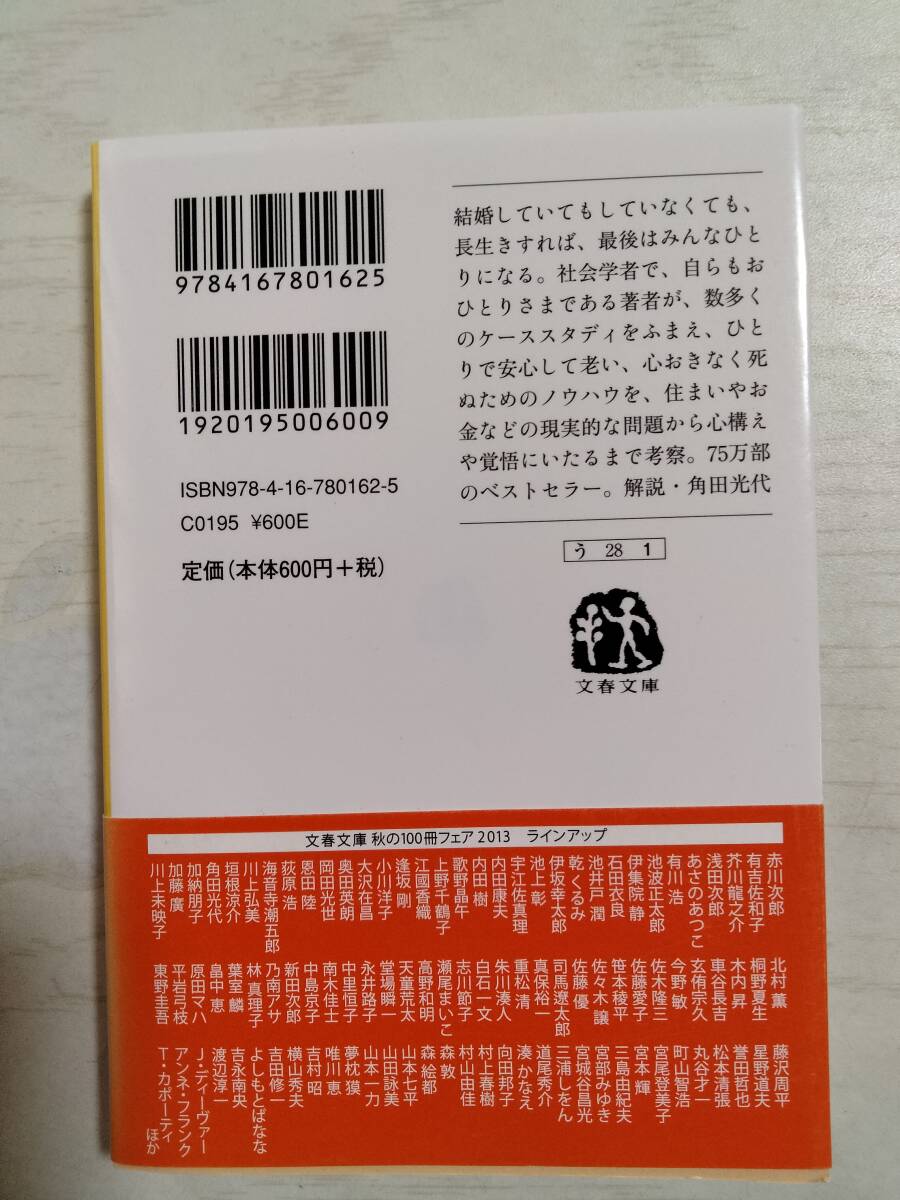 9784167801625
1920195006009
ISBN978-4-16-780162-5
C0195 ¥600E
定価(本体600円+税)
結婚していてもしていなくても、
長生きすれば、最後はみんなひと
りになる。社会学者で、自らもお
ひとりさまである著者が、数多く
のケーススタディをふまえ、ひと
りで安心して老い、心おきなく死
ぬためのノウハウを、住まいやお
金などの現実的な問題から心構え
や覚悟にいたるまで考察。75万部
のベストセラー。解説・角田光代
う 28 1
文春文庫
文春文庫 秋の100冊フェア2013 ラインアップ
赤川次郎
有吉佐和子
芥川龍之介
浅田次郎
あさのあつこ
有川 浩
池波正太郎
伊集院 静
石田衣良
池井戸 潤
乾 くるみ
伊坂幸太郎
池上 彰
宇江佐真理
内田康夫
内田 樹
歌野晶午
上野千鶴子
江國香織
逢坂 剛
小川洋子
大沢在昌
奥田英朗
岡田光世
恩田 陸
荻原 浩
海音寺潮五郎
川上弘美
垣根涼介
角田光代
加納朋子
加藤 廣
川上未映子
北村 薫
桐野夏生
木内 昇
車谷長吉
玄侑宗久
今野 敏
佐木隆三
佐藤愛子
笹本稜平
佐々木 譲
佐藤 優
司馬遼太郎
真保裕一
重松 清
朱川湊人
白石一文
志川節子
瀬尾まいこ
高野和明
天童荒太
堂場瞬一
永井路子
中里恒子
南木佳士
中島京子
新田次郎
乃南アサ
林 真理子
葉室 麟
畠中 恵
原田マハ
平岩弓枝
東野圭吾
藤沢周平
星野道夫
誉田哲也
松本清張
丸谷才一
町山智浩
宮尾登美子
宮本 輝
三島由紀夫
宮部みゆき
宮城谷昌光
三浦しをん
道尾秀介
湊 かなえ
向田邦子
村上春樹
村山由佳
森 敦
森 絵都
山本七平
山田詠美
山本一力
夢枕 獏
唯川 恵
吉村 昭
横山秀夫
吉田修一
よしもとばなな
吉永南央
渡辺淳一
J・ディーヴァー
アンネ・フランク
T・カポーティ
ほか